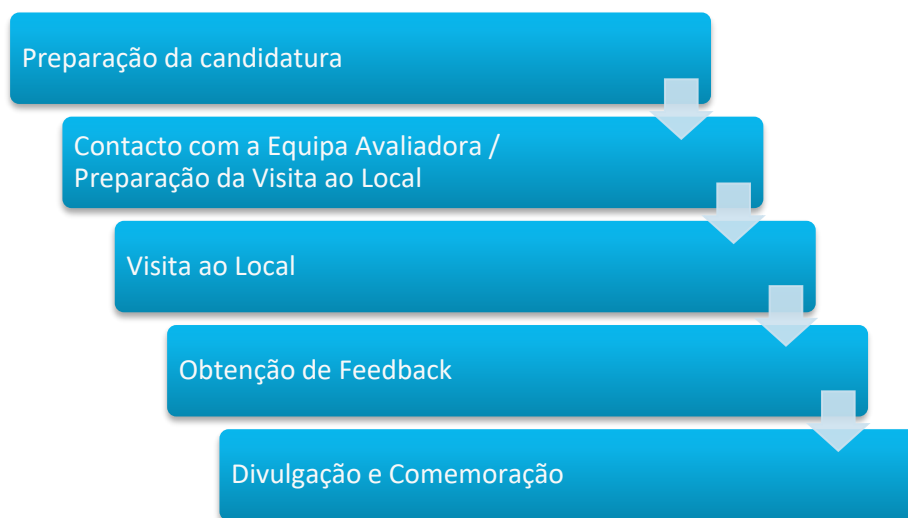 Preparação da candidatura
Contacto com a Equipa Avaliadora /
Preparação da Visita ao Local
Visita ao Local
Obtenção de Feedback
Divulgação e Comemoração